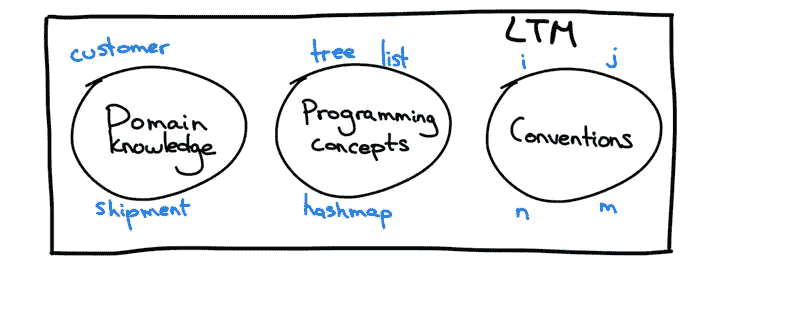 LTM
customer
tree list
i j
Domain
knowledge
Programming
concepts
Conventions
shipment
hashmap
n m